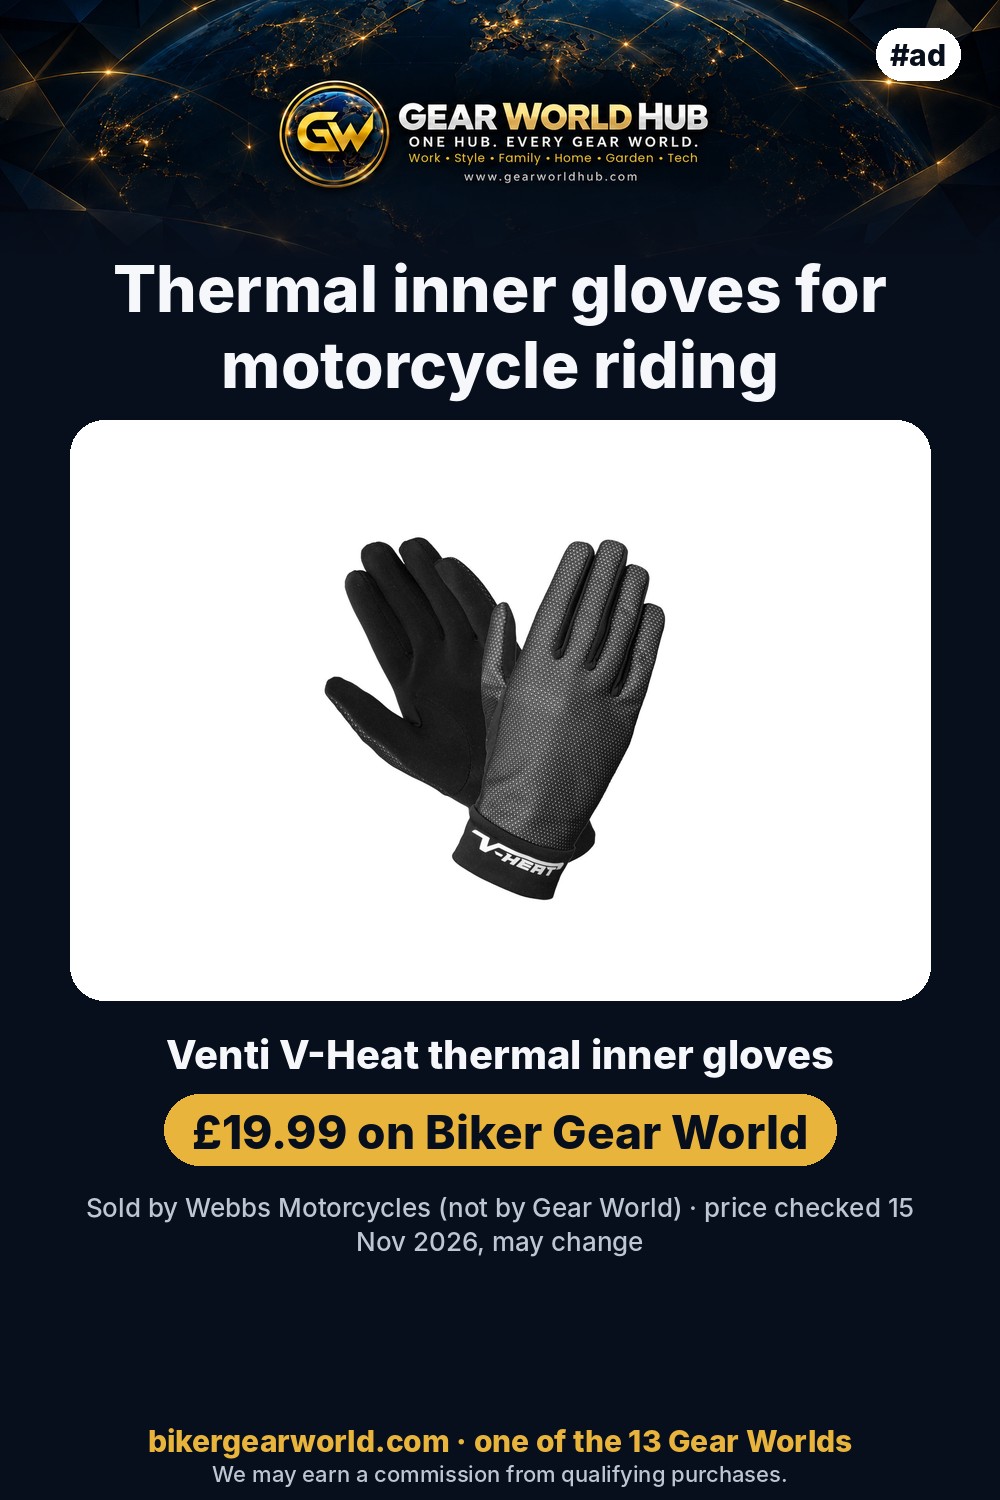 #ad
GW
GEAR WORLD HUB
ONE HUB. EVERY GEAR WORLD.
Work • Style • Family • Home • Garden • Tech
www.gearworldhub.com
Thermal inner gloves for
motorcycle riding
V-HEAT
Venti V-Heat thermal inner gloves
£19.99 on Biker Gear World
Sold by Webbs Motorcycles (not by Gear World) · price checked 15
Nov 2026, may change
bikergearworld.com · one of the 13 Gear Worlds
We may earn a commission from qualifying purchases.